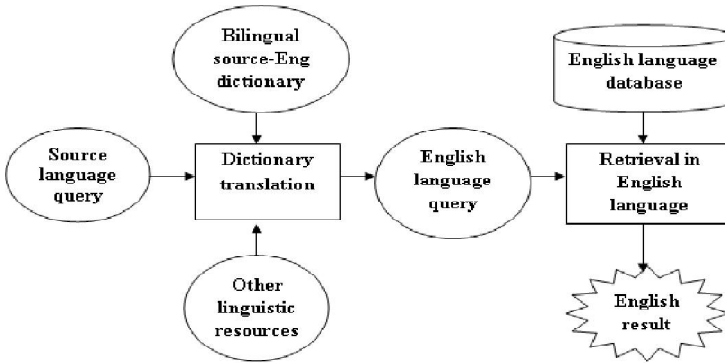 Bilingual
source-Eng
dictionary
English language
database
Source
language
query
Dictionary
translation
English
language
query
Retrieval in
English
language
Other
linguistic
resources
English
result